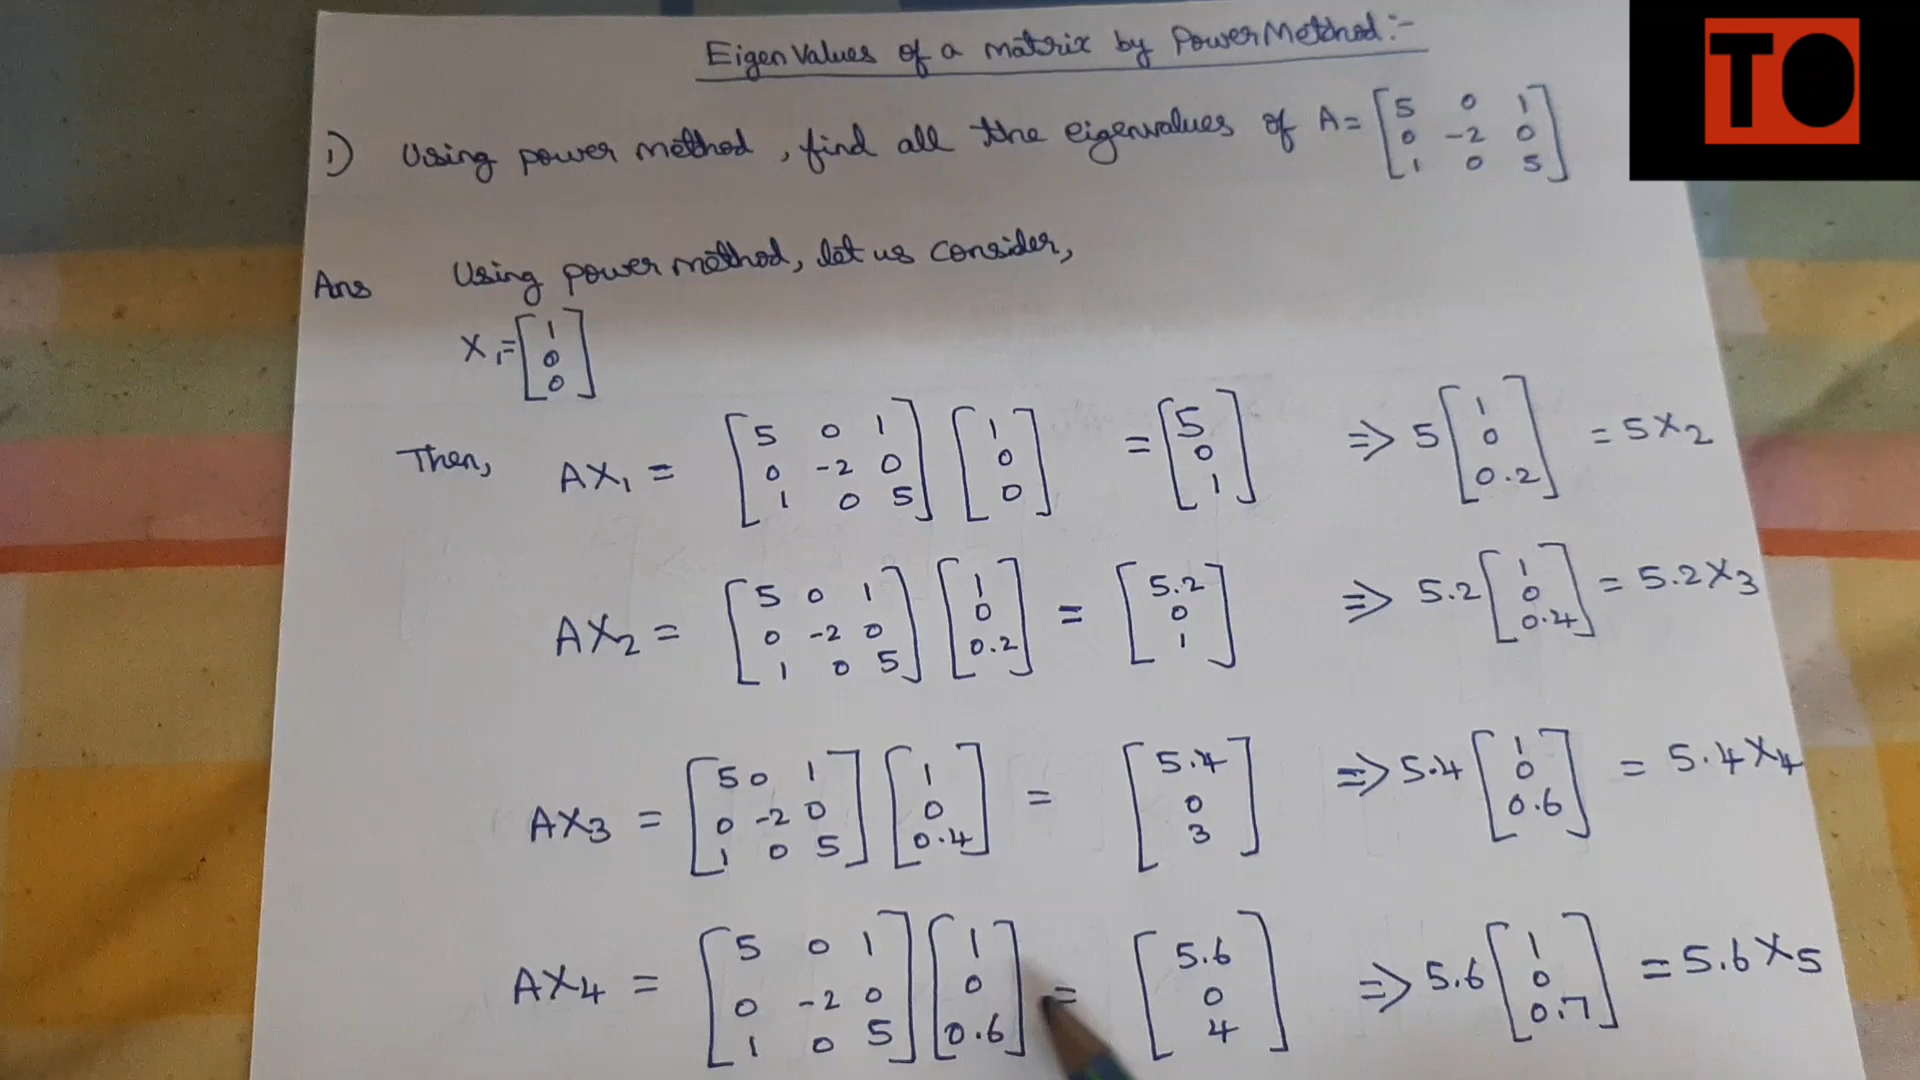 TO
Eigen Values of a matrix by Power Method:-
1) Using power method, find all the eigenvalues of A = [5 0 1
0 -2 0
1 0 5]
Ans Using power method, let us consider,
X₁ = [1
0
0]
Then, AX₁ = [5 0 1 [1 = [5 ⇒ 5 [1 = 5X₂
0 -2 0 0 0 0
1 0 5] 0] 1] 0.2]
AX₂ = [5 0 1 [1 = [5.2 ⇒ 5.2 [1 = 5.2X₃
0 -2 0 0 0 0
1 0 5] 0.2] 1] 0.4]
AX₃ = [5 0 1 [1 = [5.4 ⇒ 5.4 [1 = 5.4X₄
0 -2 0 0 0 0
1 0 5] 0.4] 3] 0.6]
AX₄ = [5 0 1 [1 = [5.6 ⇒ 5.6 [1 = 5.6X₅
0 -2 0 0 0 0
1 0 5] 0.6] 4] 0.7]